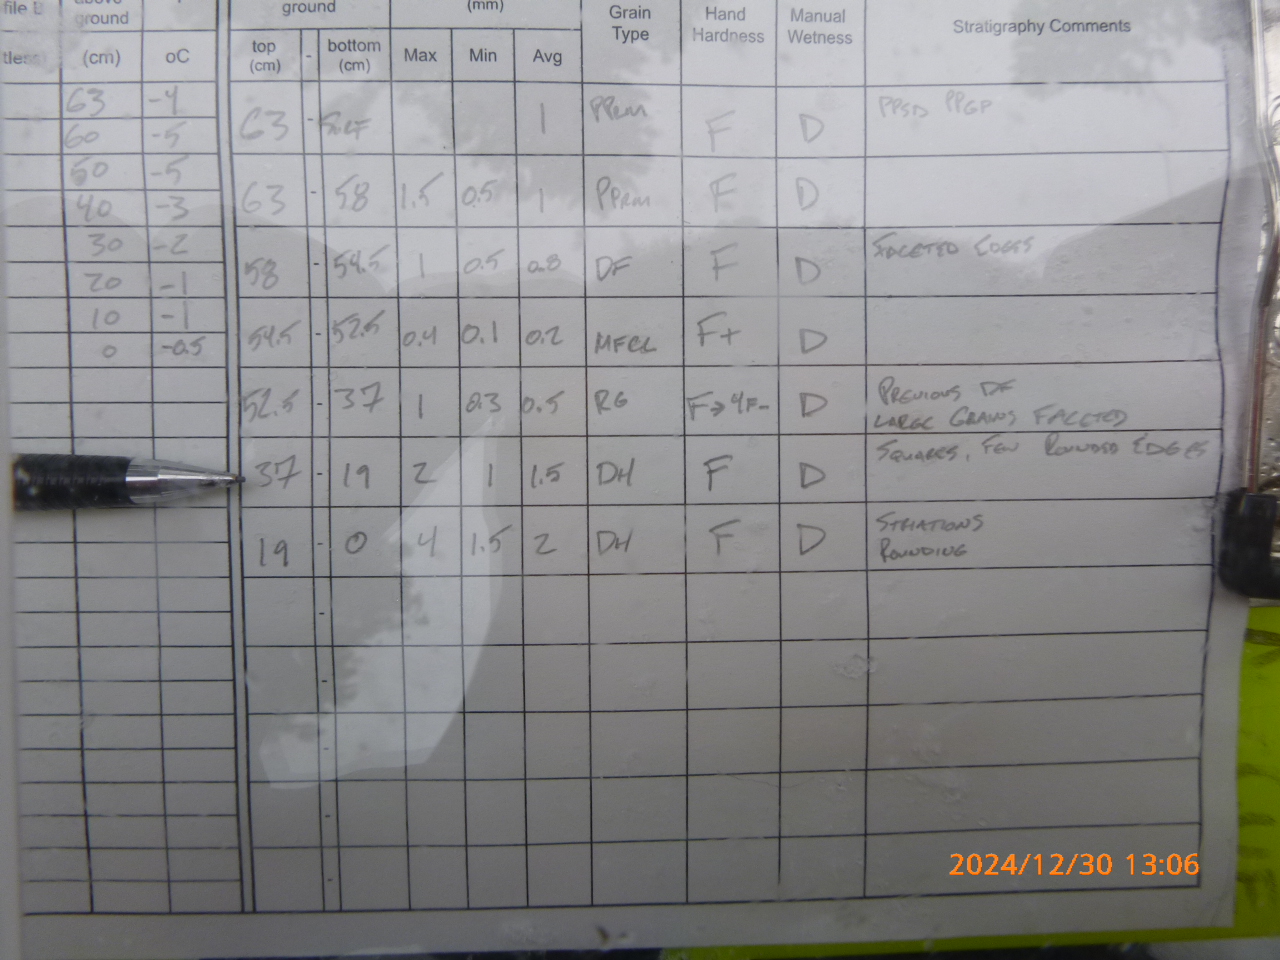 file
ground ground (mm) Grain Type Hand Hardness Manual Wetness Stratigraphy Comments
(cm) oC top (cm) - bottom (cm) Max Min Avg
63 -4
60 -5
50 -5
40 -3
30 -2
20 -1
10 -1
0 -0.5
63 - SURF 1 PPrm F D PPSD PPGP
63 - 58 1.5 0.5 1 PPrm F D
58 - 54.5 1 0.5 0.8 DF F D FACETED EDGES
54.5 - 52.5 0.4 0.1 0.2 MFCL F+ D
52.5 - 37 1 0.3 0.5 RG F→4F- D PREVIOUS DF
LARGE GRAINS FACETED
37 - 19 2 1 1.5 DH F D SQUARES, FEW ROUNDED EDGES
19 - 0 4 1.5 2 DH F D STRIATIONS
ROUNDING
2024/12/30 13:06